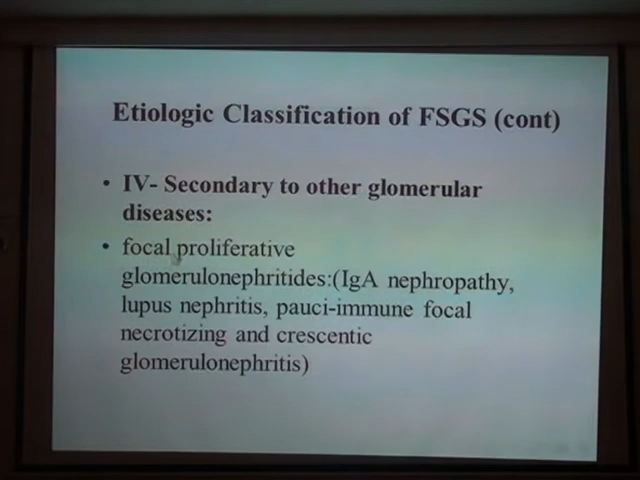 Etiologic Classification of FSGS (cont)
• IV- Secondary to other glomerular
diseases:
• focal proliferative
glomerulonephritides:(IgA nephropathy,
lupus nephritis, pauci-immune focal
necrotizing and crescentic
glomerulonephritis)